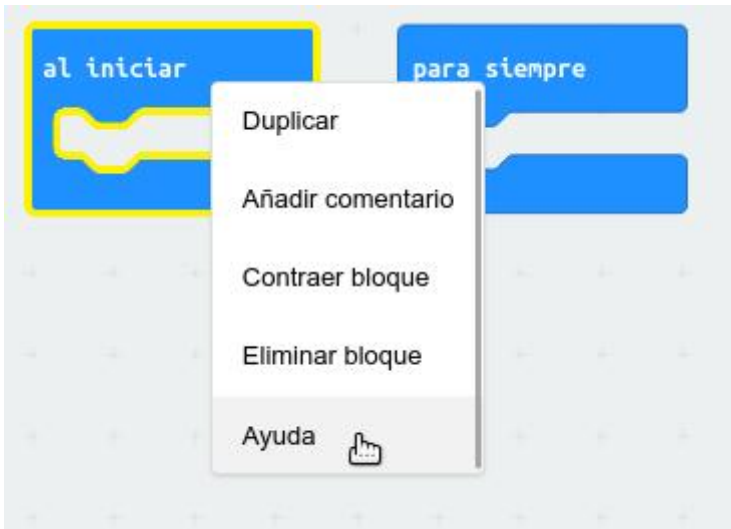 al iniciar
para siempre
Duplicar
Añadir comentario
Contraer bloque
Eliminar bloque
Ayuda